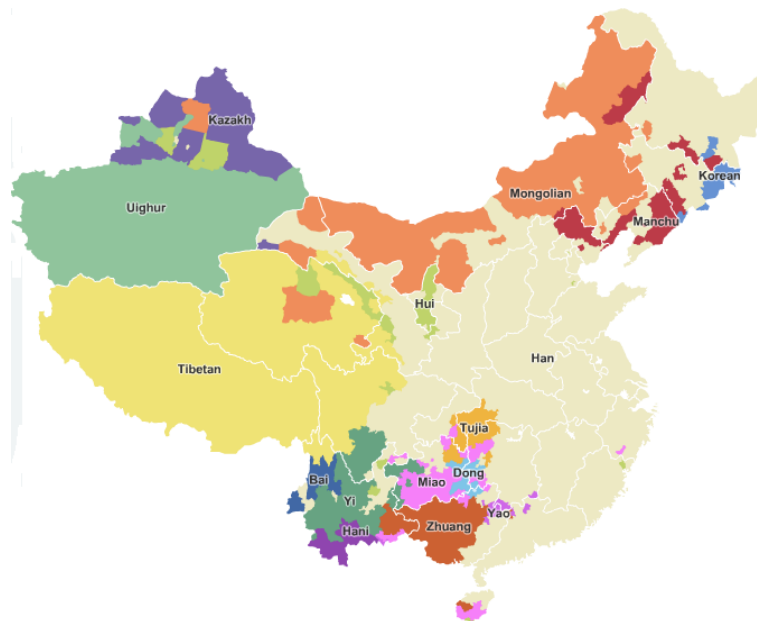 Kazakh
Korean
Mongolian
Uighur
Manchu
Hui
Han
Tibetan
Tujia
Dong
Bai
Miao
Yi
Yao
Zhuang
Hani